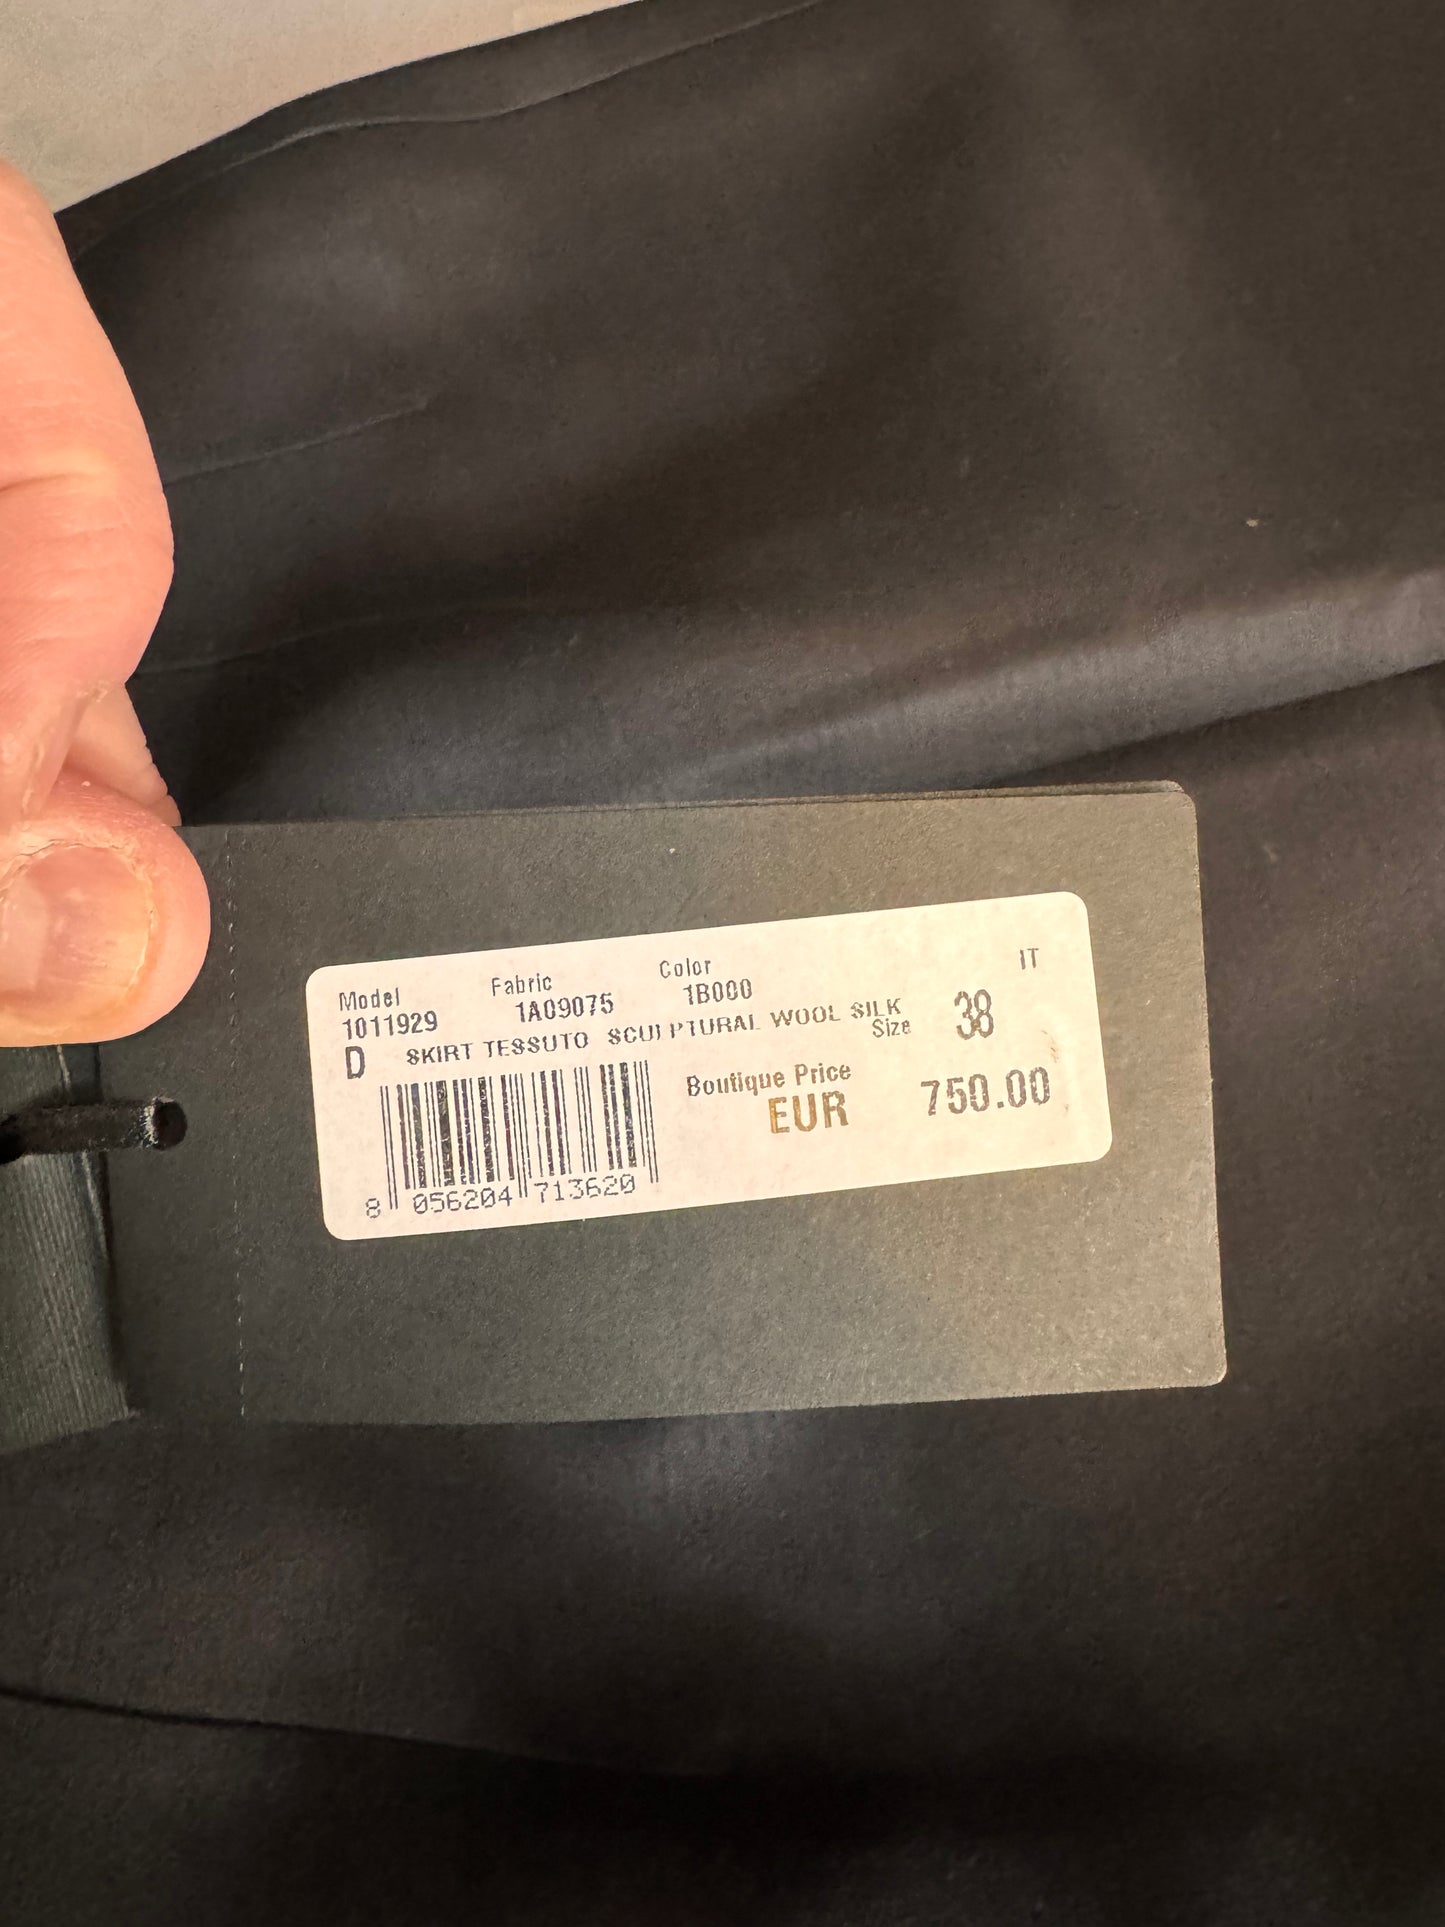 Model Fabric Color IT
1011929 1A09075 1B000
D SKIRT TESSUTO SCULPTURAL WOOL SILK
Size 38
Boutique Price
EUR 750.00
8 056204 713620